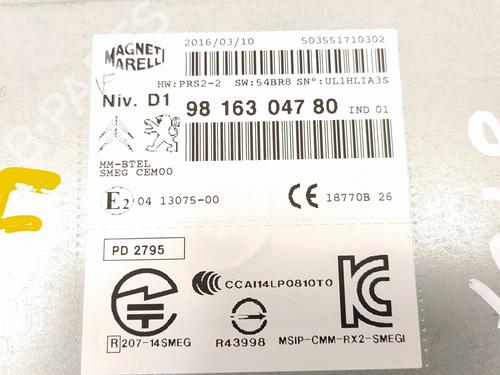 MAGNETI
MARELLI
2016/03/10
503551710302
HW:PRS2-2 SW:54BR8 SN°:UL1HLIA3S
Niv. D1
98 163 047 80 IND 01
MM-BTEL
SMEG CEM00
E2 04 13075-00
CE 18770B 26
PD 2795
CCAI14LP0810T0
R 207-14SMEG
R43998
MSIP-CMM-RX2-SMEGI